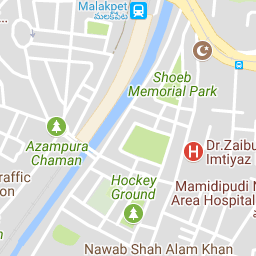 Malakpet
మలక్‌పేట
Shoeb
Memorial Park
Azampura
Chaman
Dr.Zaibu
Imtiyaz
H
raffic
on
Hockey
Ground
Mamidipudi
Area Hospital
Nawab Shah Alam Khan